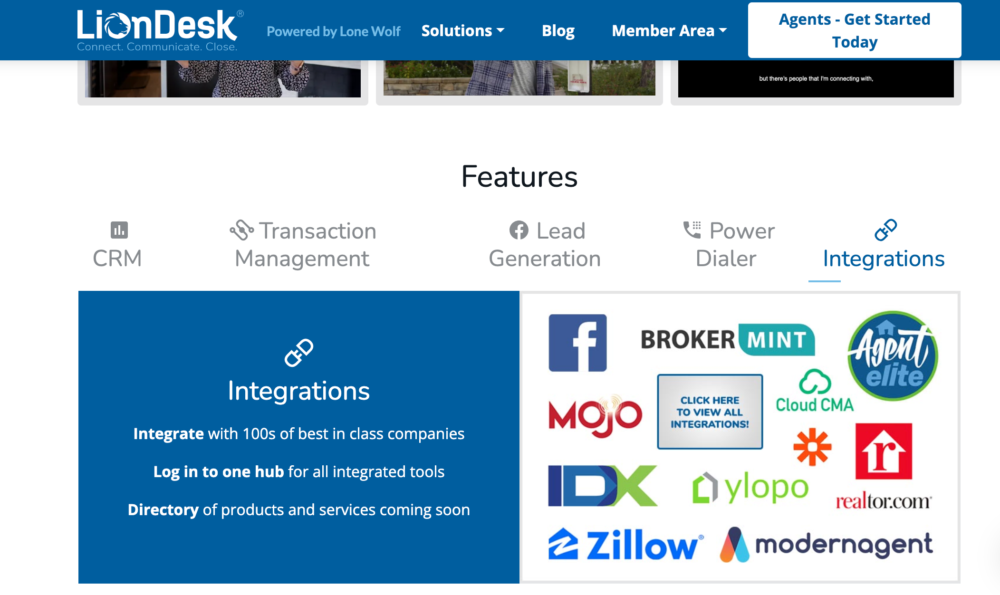 LionDesk®
Connect. Communicate. Close.
Powered by Lone Wolf
Solutions
Blog
Member Area
Agents - Get Started
Today
but there's people that I'm connecting with,
Features
CRM
Transaction
Management
Lead
Generation
Power
Dialer
Integrations
Integrations
Integrate with 100s of best in class companies
Log in to one hub for all integrated tools
Directory of products and services coming soon
f
BROKER MINT
Agent
elite
MOJO
CLICK HERE
TO VIEW ALL
INTEGRATIONS!
Cloud CMA
r
realtor.com®
IDX
ylopo
Zillow®
modernagent